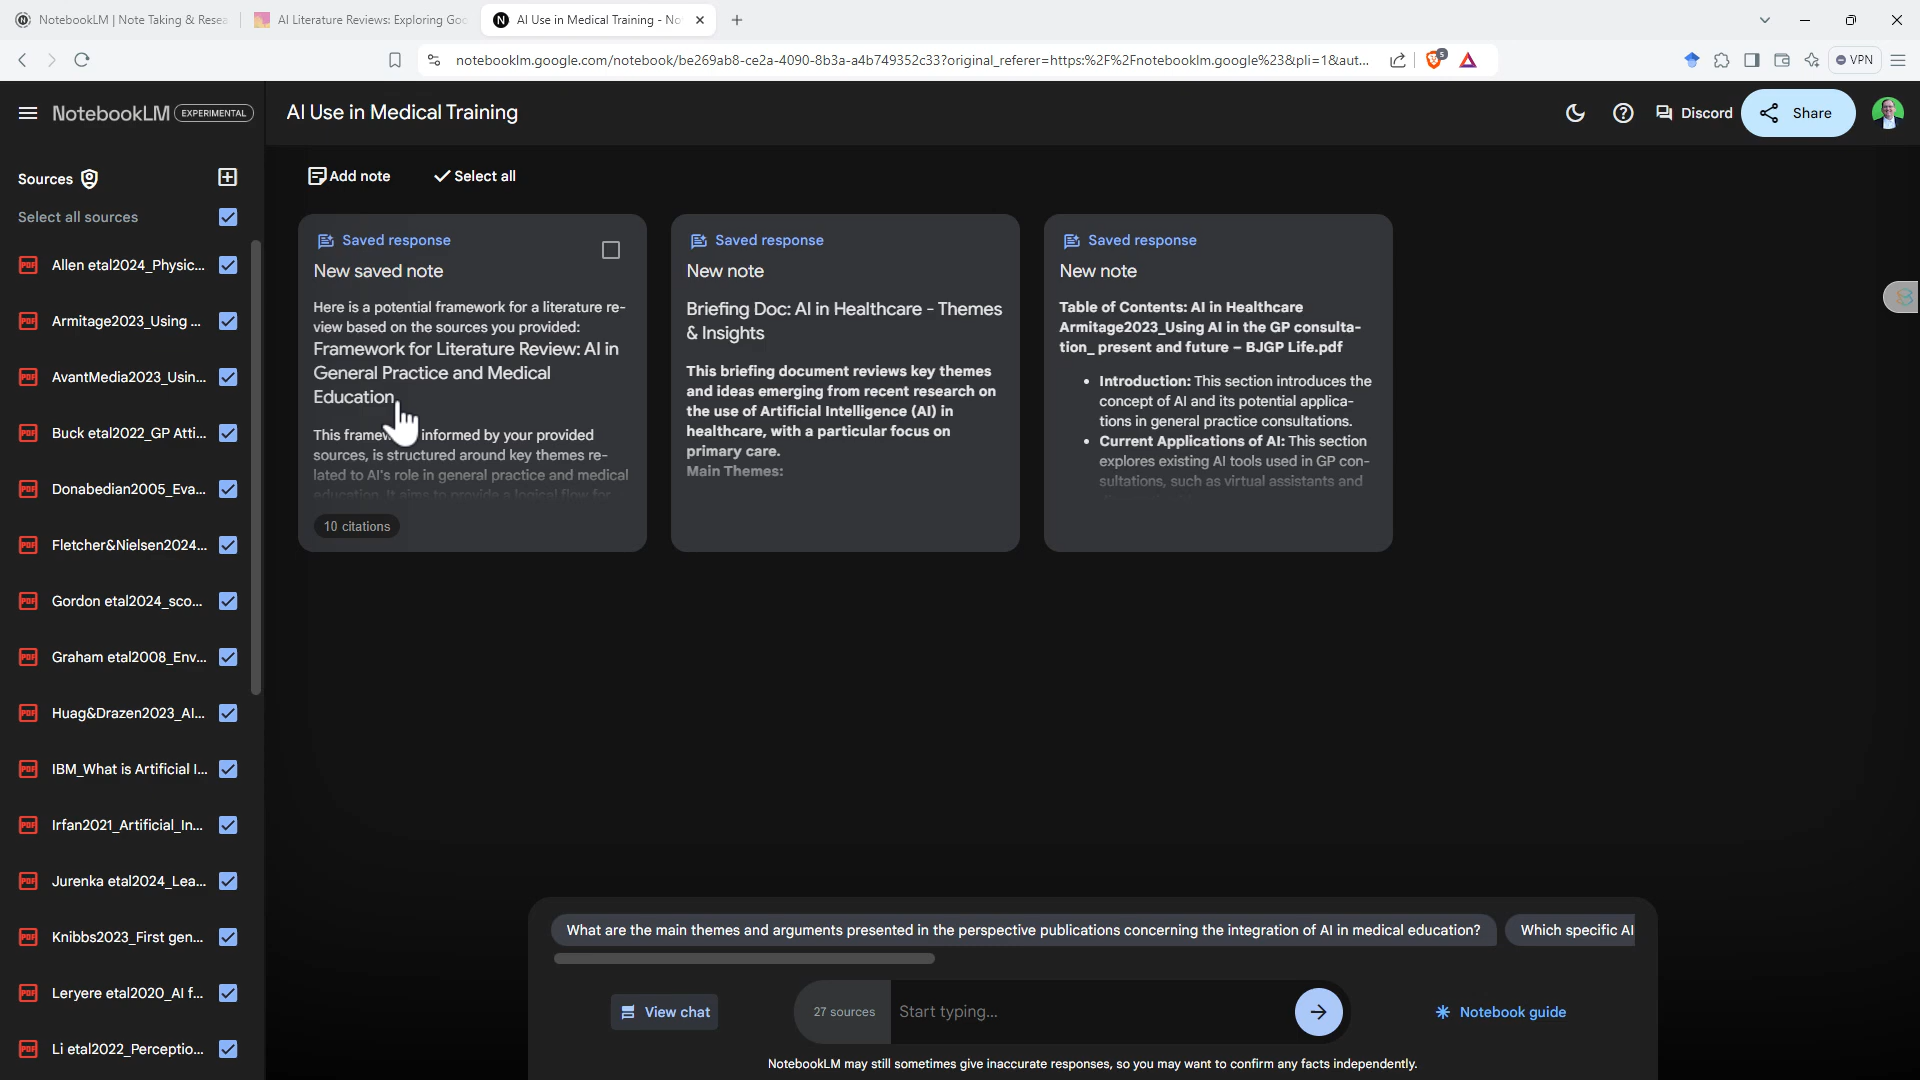 NotebookLM | Note Taking & Resea
AI Literature Reviews: Exploring Goo
AI Use in Medical Training - No
notebooklm.google.com/notebook/be269ab8-ce2a-4090-8b3a-a4b749352c33?original_referer=https:%2F%2Fnotebooklm.google%23&pli=1&aut...
5
VPN
NotebookLM
EXPERIMENTAL
AI Use in Medical Training
Discord
Share
Sources
Select all sources
Allen etal2024_Physic...
Armitage2023_Using ...
AvantMedia2023_Usin...
Buck etal2022_GP Atti...
Donabedian2005_Eva...
Fletcher&Nielsen2024...
Gordon etal2024_sco...
Graham etal2008_Env...
Huag&Drazen2023_AI...
IBM_What is Artificial I...
Irfan2021_Artificial_In...
Jurenka etal2024_Lea...
Knibbs2023_First gen...
Leryere etal2020_AI f...
Li etal2022_Perceptio...
Add note
Select all
Saved response
New saved note
Here is a potential framework for a literature re-
view based on the sources you provided:
Framework for Literature Review: AI in
General Practice and Medical
Education
This informed by your provided
sources, is structured around key themes re-
lated to AI's role in general practice and medical
education. It aims to provide a logical flow for
10 citations
Saved response
New note
Briefing Doc: AI in Healthcare - Themes
& Insights
This briefing document reviews key themes
and ideas emerging from recent research on
the use of Artificial Intelligence (AI) in
healthcare, with a particular focus on
primary care.
Main Themes:
Saved response
New note
Table of Contents: AI in Healthcare
Armitage2023_Using AI in the GP consulta-
tion_ present and future – BJGP Life.pdf
• Introduction: This section introduces the
concept of AI and its potential applica-
tions in general practice consultations.
• Current Applications of AI: This section
explores existing AI tools used in GP con-
sultations, such as virtual assistants and
What are the main themes and arguments presented in the perspective publications concerning the integration of AI in medical education?
Which specific AI
View chat
27 sources
Start typing...
Notebook guide
NotebookLM may still sometimes give inaccurate responses, so you may want to confirm any facts independently.